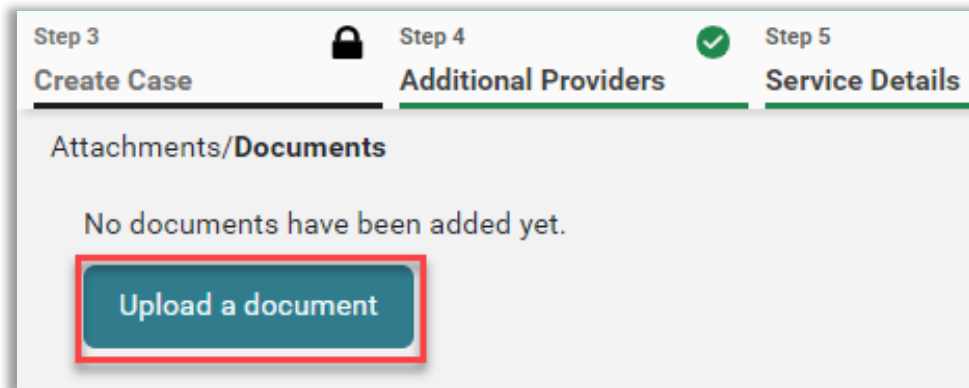 Step 3
Create Case
Step 4
Additional Providers
Step 5
Service Details
Attachments/Documents
No documents have been added yet.
Upload a document